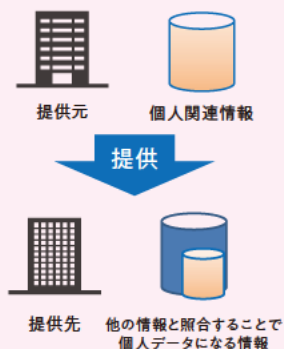 提供元
個人関連情報
提供
提供先
他の情報と照合することで
個人データになる情報